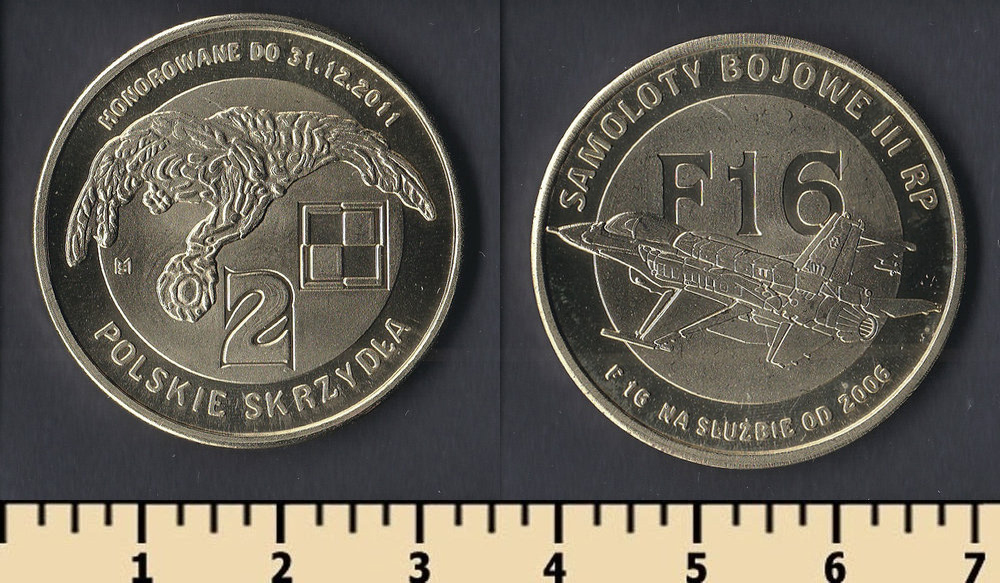 HONOROWANE DO 31.12.2011
2
POLSKIE SKRZYDŁA
SAMOLOTY BOJOWE III RP
F16
F 16 NA SŁUŻBIE OD 2006
1 2 3 4 5 6 7